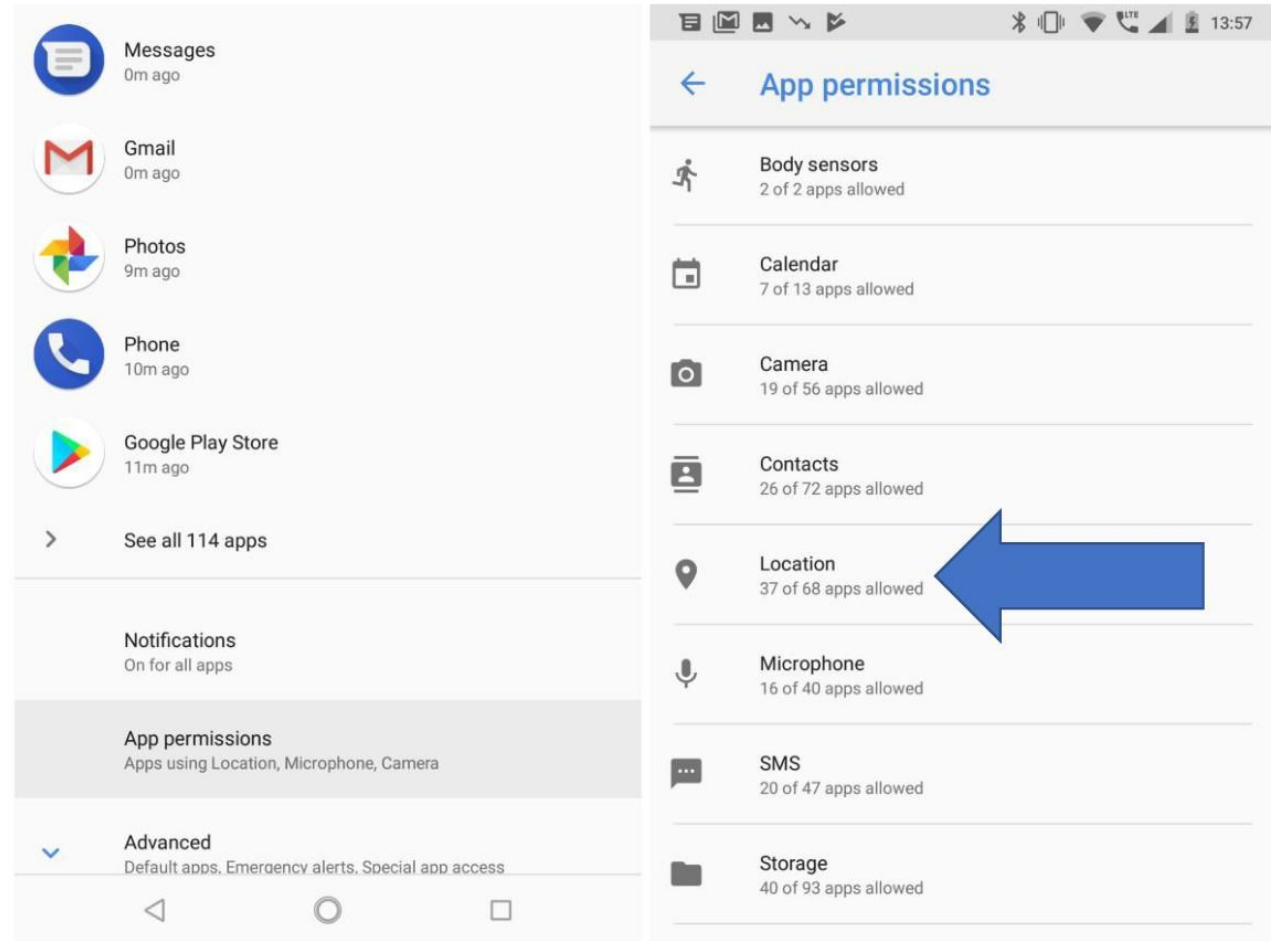 Messages
0m ago
Gmail
0m ago
Photos
9m ago
Phone
10m ago
Google Play Store
11m ago
See all 114 apps
Notifications
On for all apps
App permissions
Apps using Location, Microphone, Camera
Advanced
Default apps, Emergency alerts, Special app access
LTE
13:57
App permissions
Body sensors
2 of 2 apps allowed
Calendar
7 of 13 apps allowed
Camera
19 of 56 apps allowed
Contacts
26 of 72 apps allowed
Location
37 of 68 apps allowed
Microphone
16 of 40 apps allowed
SMS
20 of 47 apps allowed
Storage
40 of 93 apps allowed